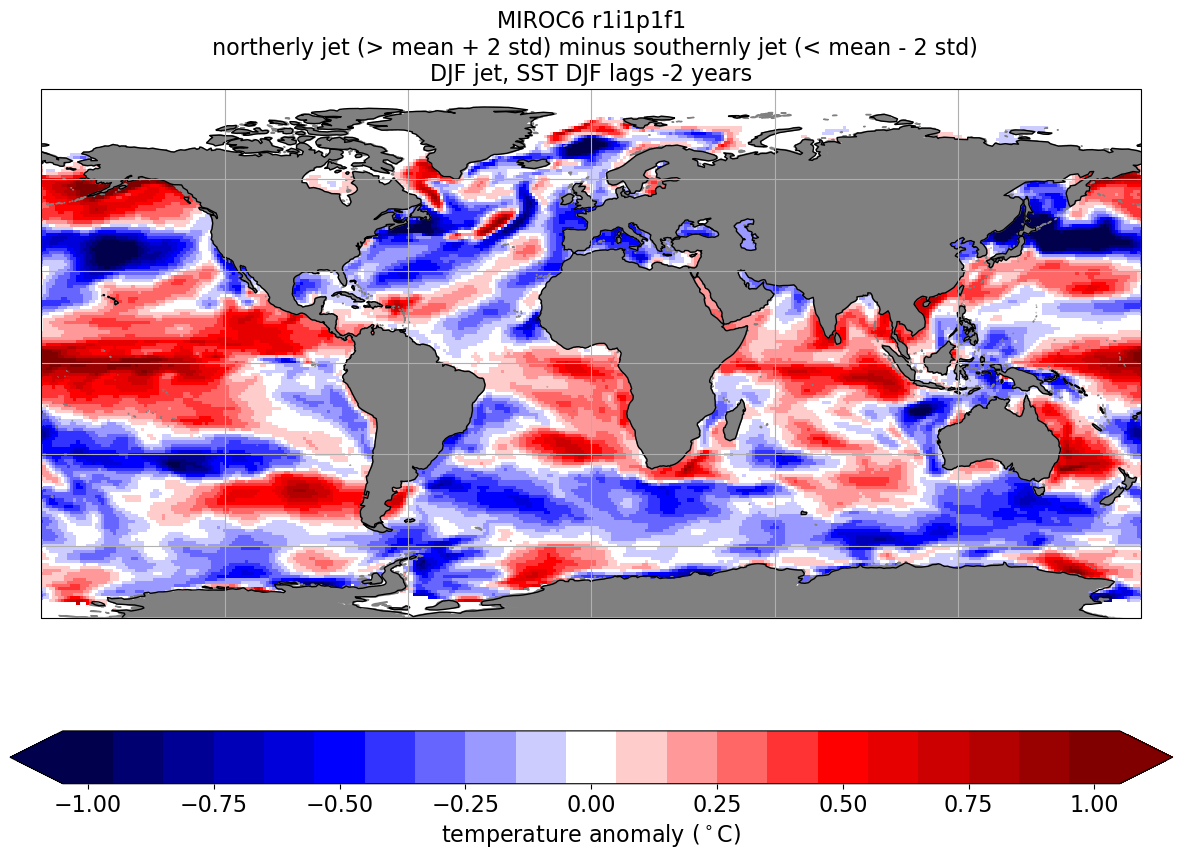 MIROC6 r1i1p1f1
northerly jet (> mean + 2 std) minus southernly jet (< mean - 2 std)
DJF jet, SST DJF lags -2 years
−1.00 −0.75 −0.50 −0.25 0.00 0.25 0.50 0.75 1.00
temperature anomaly (°C)